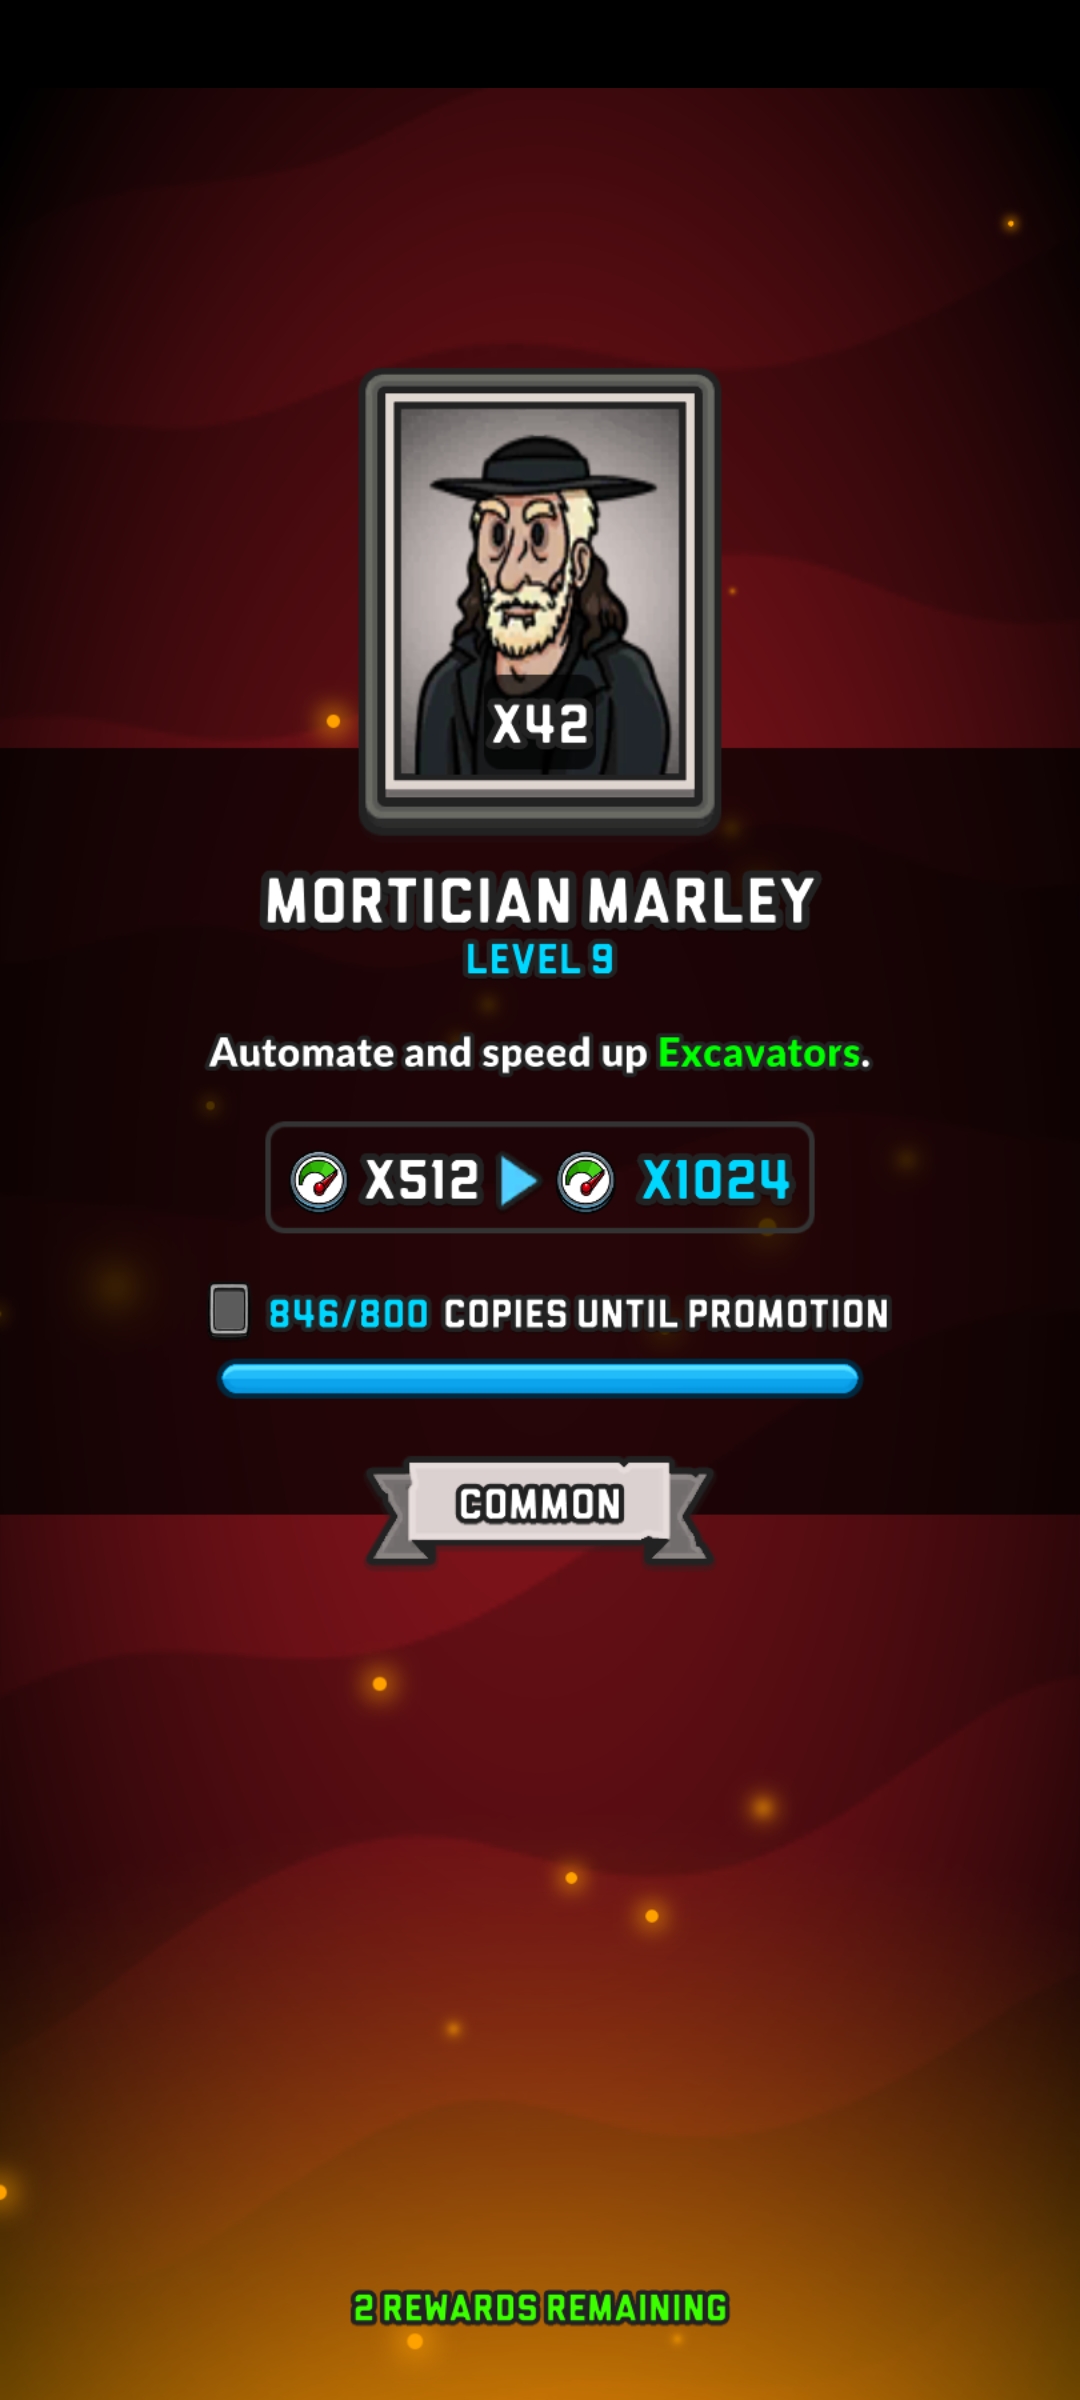 X42
MORTICIAN MARLEY
LEVEL 9
Automate and speed up Excavators.
X512 X1024
846/800 COPIES UNTIL PROMOTION
COMMON
2 REWARDS REMAINING